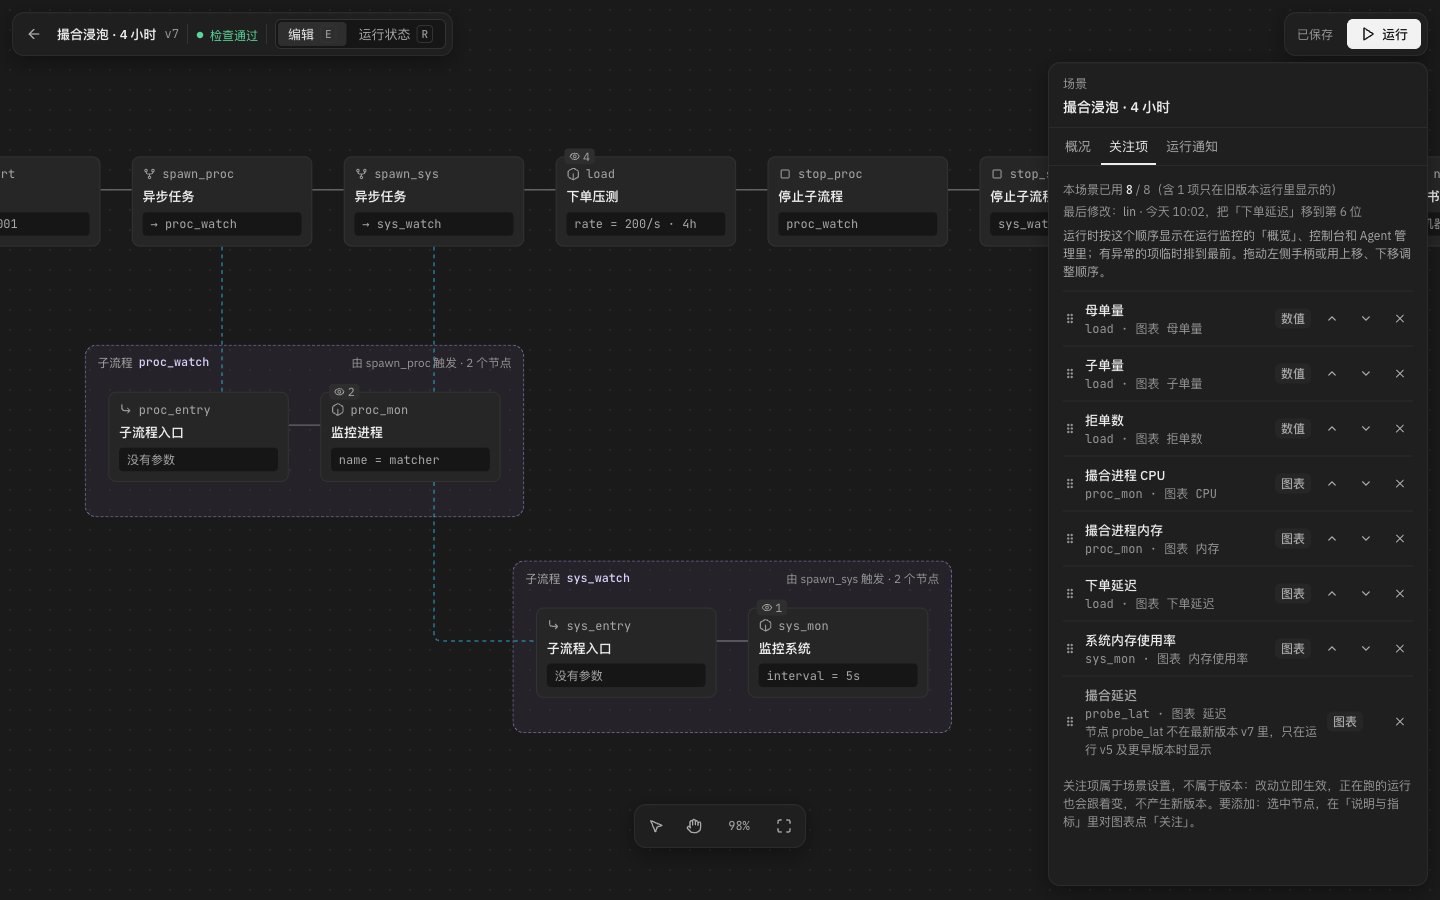 撮合浸泡 · 4 小时 v7 检查通过 编辑 E 运行状态 R
已保存 运行
场景
撮合浸泡 · 4 小时
概况 关注项 运行通知
本场景已用 8 / 8（含 1 项只在旧版本运行里显示的）
最后修改：lin · 今天 10:02，把「下单延迟」移到第 6 位
运行时按这个顺序显示在运行监控的「概览」、控制台和 Agent 管
理里；有异常的项临时排到最前。拖动左侧手柄或用上移、下移调
整顺序。
母单量
load · 图表 母单量
数值
子单量
load · 图表 子单量
数值
拒单数
load · 图表 拒单数
数值
撮合进程 CPU
proc_mon · 图表 CPU
图表
撮合进程内存
proc_mon · 图表 内存
图表
下单延迟
load · 图表 下单延迟
图表
系统内存使用率
sys_mon · 图表 内存使用率
图表
撮合延迟
probe_lat · 图表 延迟
节点 probe_lat 不在最新版本 v7 里，只在运
行 v5 及更早版本时显示
图表
关注项属于场景设置，不属于版本：改动立即生效，正在跑的运行
也会跟着变，不产生新版本。要添加：选中节点，在「说明与指
标」里对图表点「关注」。
rt
001
spawn_proc
异步任务
→ proc_watch
spawn_sys
异步任务
→ sys_watch
4
load
下单压测
rate = 200/s · 4h
stop_proc
停止子流程
proc_watch
stop_s
停止子流程
sys_wat
n
书
机器
子流程 proc_watch 由 spawn_proc 触发 · 2 个节点
proc_entry
子流程入口
没有参数
2
proc_mon
监控进程
name = matcher
子流程 sys_watch 由 spawn_sys 触发 · 2 个节点
sys_entry
子流程入口
没有参数
1
sys_mon
监控系统
interval = 5s
98%